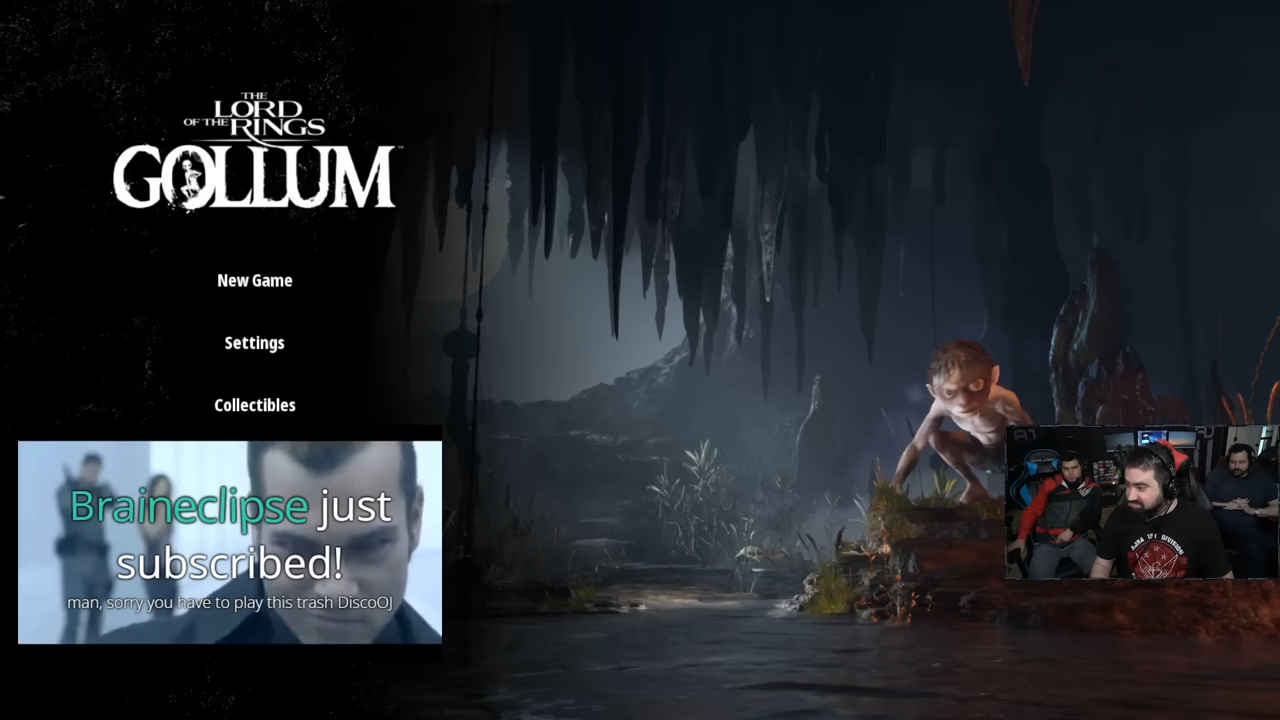 THE
LORD
OF THE RINGS
GOLLUM
New Game
Settings
Collectibles
Braineclipse just
subscribed!
man, sorry you have to play this trash DiscoOJ